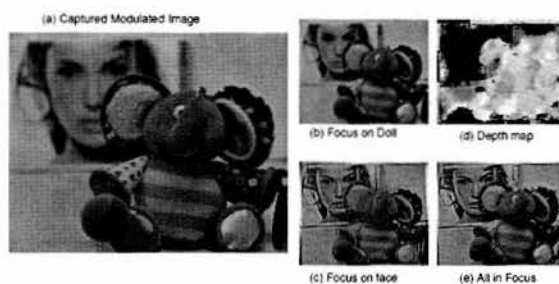 (a) Captured Modulated Image
(b) Focus on Doll
(d) Depth map
(c) Focus on face
(e) All in Focus